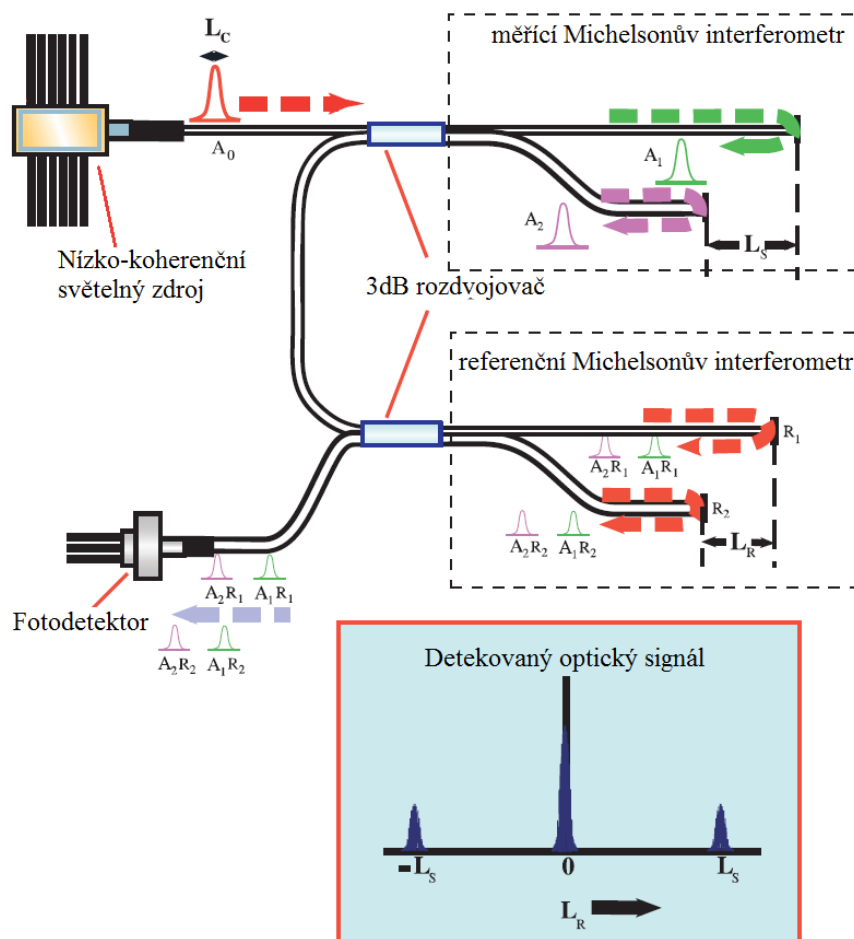 L_C
měřící Michelsonův interferometr
A_0
A_1
A_2
L_S
Nízko-koherenční
světelný zdroj
3dB rozdvojovač
referenční Michelsonův interferometr
R_1
A_2R_1 A_1R_1
R_2
A_2R_2 A_1R_2
L_R
Fotodetektor
A_2R_1 A_1R_1
A_2R_2 A_1R_2
Detekovaný optický signál
-L_S 0 L_S
L_R